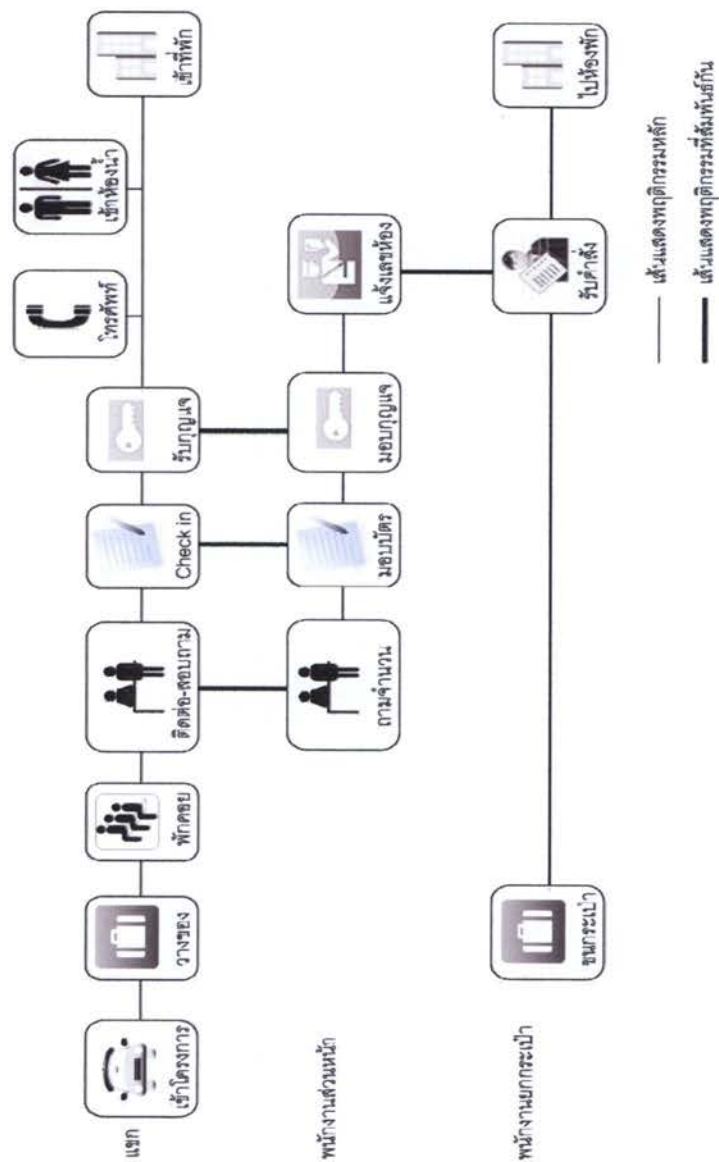 แขก
เข้าโครงการ
วางของ
พักคอย
ติดต่อ-สอบถาม
Check in
รับกุญแจ
โทรศัพท์
เข้าห้องน้ำ
เข้าที่พัก
พนักงานส่วนหน้า
ถามจำนวน
มอบบัตร
มอบกุญแจ
แจ้งเลขห้อง
พนักงานยกกระเป๋า
ขนกระเป๋า
รับคำสั่ง
ไปห้องพัก
เส้นแสดงพฤติกรรมหลัก
เส้นแสดงพฤติกรรมที่สัมพันธ์กัน